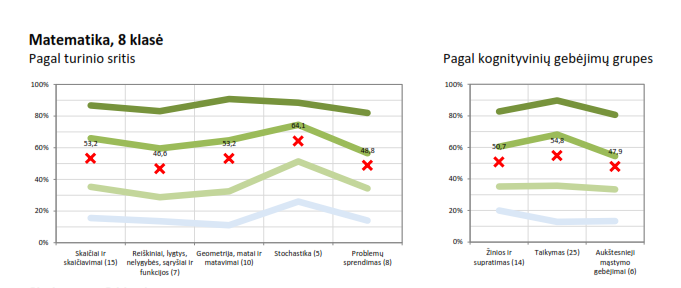 Matematika, 8 klasė
Pagal turinio sritis
Pagal kognityvinių gebėjimų grupes
100%
80%
60%
40%
20%
0%
53,2
46,6
53,2
64,1
48,8
Skaičiai ir
skaičiavimai (15)
Reiškiniai, lygtys,
nelygybės, sąryšiai ir
funkcijos (7)
Geometrija, matai ir
matavimai (10)
Stochastika (5)
Problemų
sprendimas (8)
100%
80%
60%
40%
20%
0%
50,7
54,8
47,9
Žinios ir
supratimas (14)
Taikymas (25)
Aukštesnieji
mąstymo
gebėjimai (6)